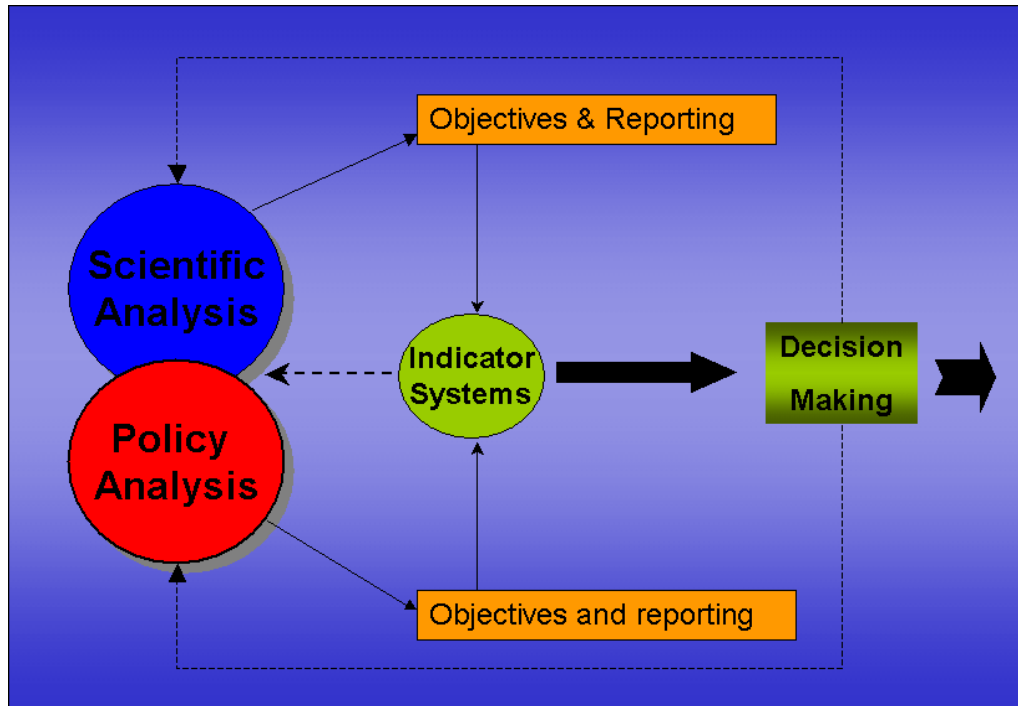 Objectives & Reporting
Scientific
Analysis
Indicator
Systems
Decision
Making
Policy
Analysis
Objectives and reporting